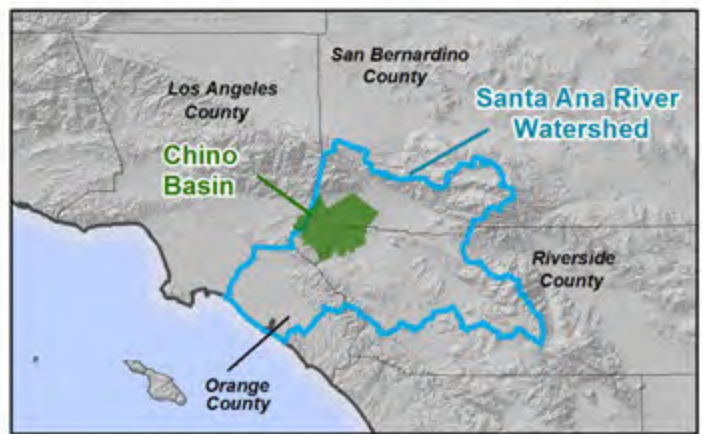 San Bernardino
County
Los Angeles
County
Santa Ana River
Watershed
Chino
Basin
Riverside
County
Orange
County